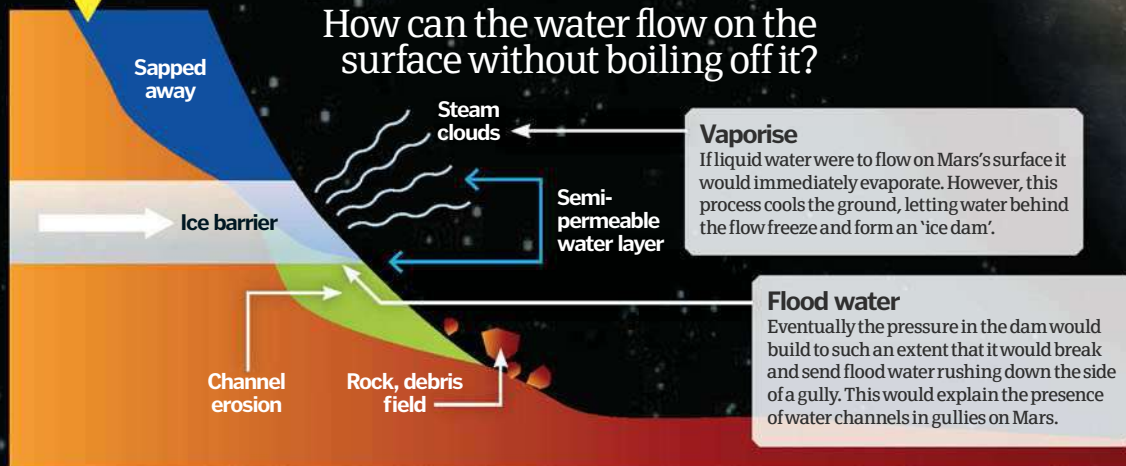 How can the water flow on the
surface without boiling off it?
Sapped
away
Steam
clouds
Vaporise
If liquid water were to flow on Mars's surface it
would immediately evaporate. However, this
process cools the ground, letting water behind
the flow freeze and form an ‘ice dam’.
Ice barrier
Semi-
permeable
water layer
Flood water
Eventually the pressure in the dam would
build to such an extent that it would break
and send flood water rushing down the side
of a gully. This would explain the presence
of water channels in gullies on Mars.
Channel
erosion
Rock, debris
field